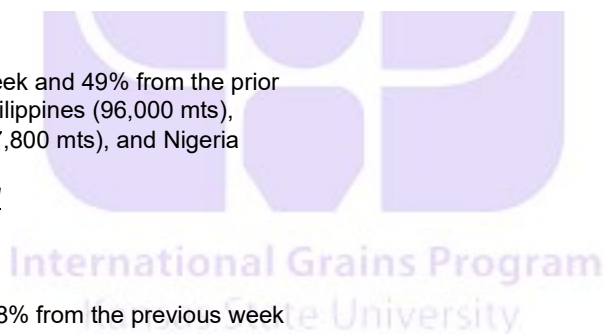 eek and 49% from the prior
ilippines (96,000 mts),
7,800 mts), and Nigeria
International Grains Program
8% from the previous week
Kansas State University